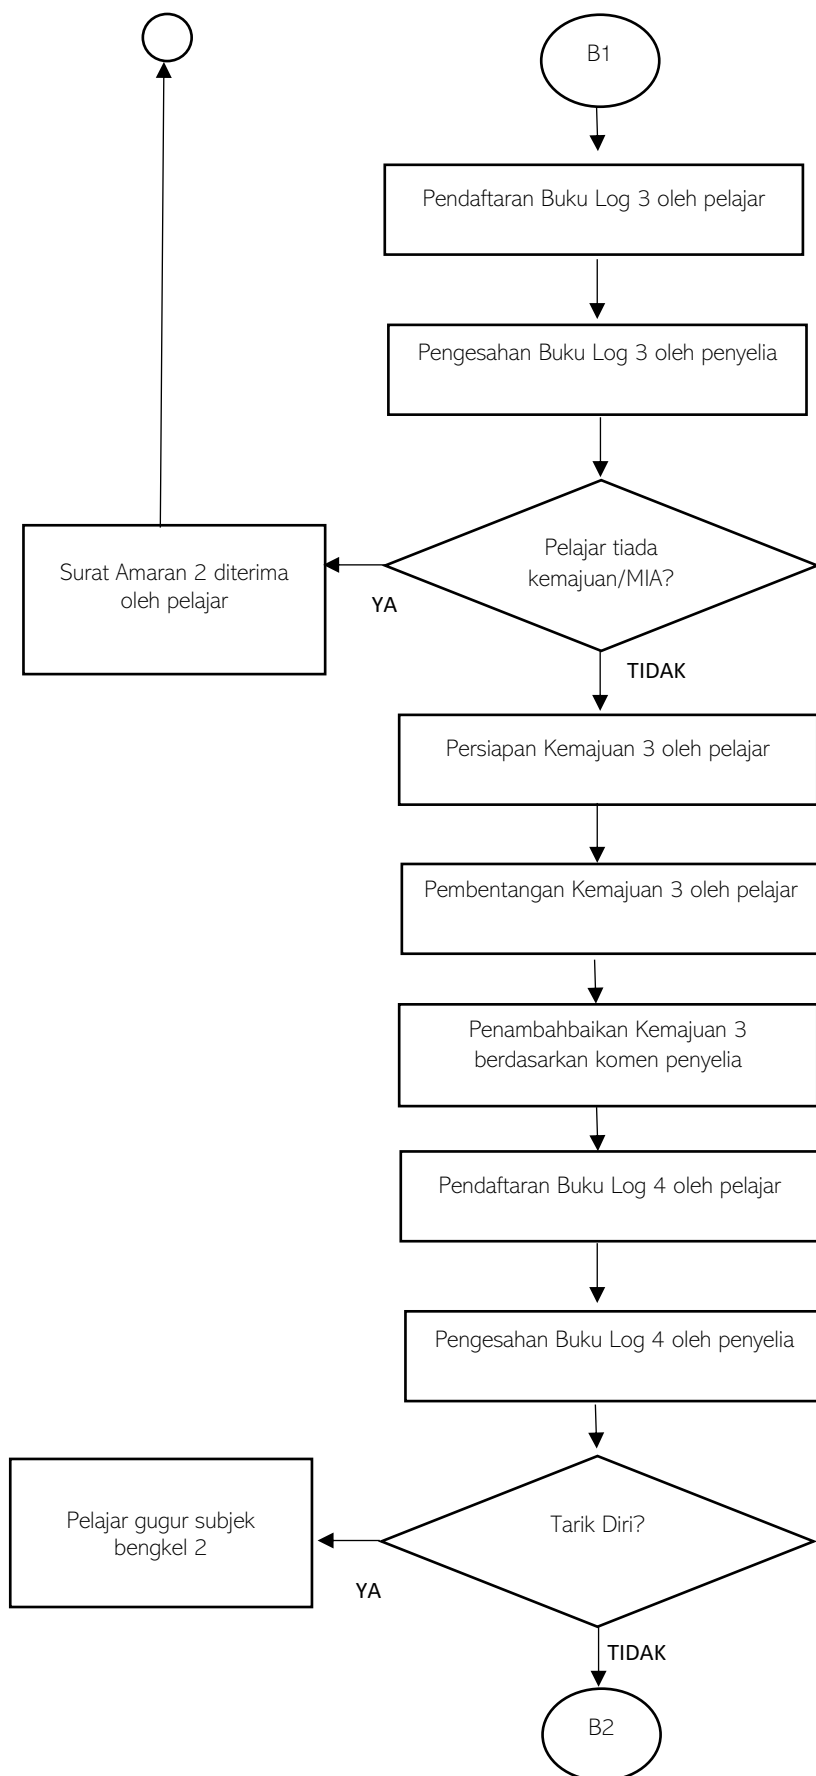 B1
Pendaftaran Buku Log 3 oleh pelajar
Pengesahan Buku Log 3 oleh penyelia
Pelajar tiada
kemajuan/MIA?
YA
Surat Amaran 2 diterima
oleh pelajar
TIDAK
Persiapan Kemajuan 3 oleh pelajar
Pembentangan Kemajuan 3 oleh pelajar
Penambahbaikan Kemajuan 3
berdasarkan komen penyelia
Pendaftaran Buku Log 4 oleh pelajar
Pengesahan Buku Log 4 oleh penyelia
Tarik Diri?
YA
Pelajar gugur subjek
bengkel 2
TIDAK
B2